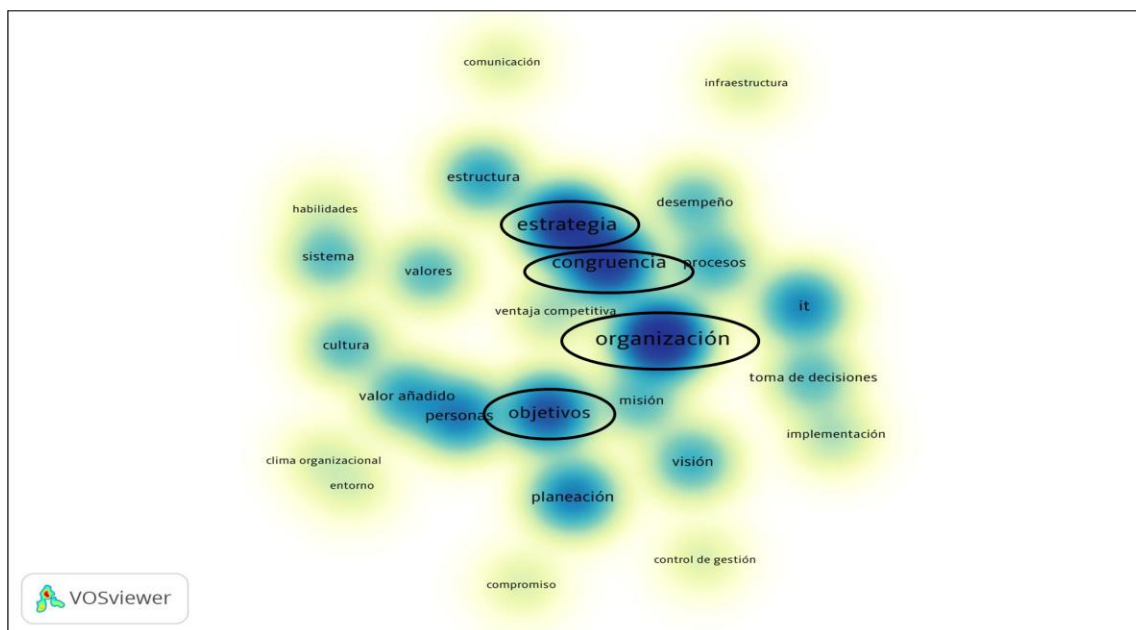 comunicación
infraestructura
estructura
desempeño
habilidades
estrategia
sistema
valores
congruencia
procesos
ventaja competitiva
it
organización
cultura
toma de decisiones
valor añadido
misión
personas
objetivos
implementación
clima organizacional
visión
entorno
planeación
control de gestión
compromiso
VOSviewer